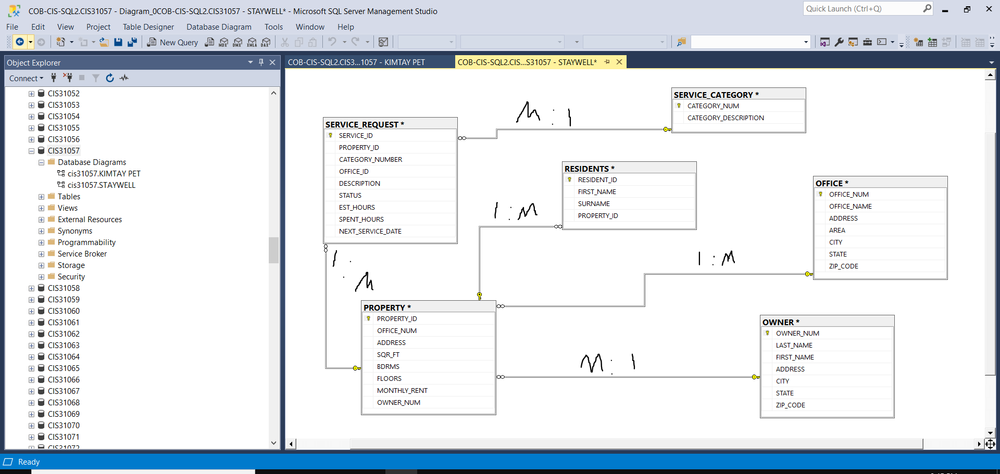 COB-CIS-SQL2.CIS31057 - Diagram_0COB-CIS-SQL2.CIS31057 - STAYWELL* - Microsoft SQL Server Management Studio
Quick Launch (Ctrl+Q)
File Edit View Project Table Designer Database Diagram Tools Window Help
New Query MDX DMX XMLA DAX
Object Explorer
Connect
CIS31052
CIS31053
CIS31054
CIS31055
CIS31056
CIS31057
Database Diagrams
cis31057.KIMTAY PET
cis31057.STAYWELL
Tables
Views
External Resources
Synonyms
Programmability
Service Broker
Storage
Security
CIS31058
CIS31059
CIS31060
CIS31061
CIS31062
CIS31063
CIS31064
CIS31065
CIS31066
CIS31067
CIS31068
CIS31069
CIS31070
CIS31071
CIS31072
COB-CIS-SQL2.CIS3...1057 - KIMTAY PET
COB-CIS-SQL2.CIS...S31057 - STAYWELL*
SERVICE_REQUEST *
SERVICE_ID
PROPERTY_ID
CATEGORY_NUMBER
OFFICE_ID
DESCRIPTION
STATUS
EST_HOURS
SPENT_HOURS
NEXT_SERVICE_DATE
M : 1
SERVICE_CATEGORY *
CATEGORY_NUM
CATEGORY_DESCRIPTION
RESIDENTS *
RESIDENT_ID
FIRST_NAME
SURNAME
PROPERTY_ID
1 : M
OFFICE *
OFFICE_NUM
OFFICE_NAME
ADDRESS
AREA
CITY
STATE
ZIP_CODE
1 : M
1 :
M
PROPERTY *
PROPERTY_ID
OFFICE_NUM
ADDRESS
SQR_FT
BDRMS
FLOORS
MONTHLY_RENT
OWNER_NUM
M : 1
OWNER *
OWNER_NUM
LAST_NAME
FIRST_NAME
ADDRESS
CITY
STATE
ZIP_CODE
Ready